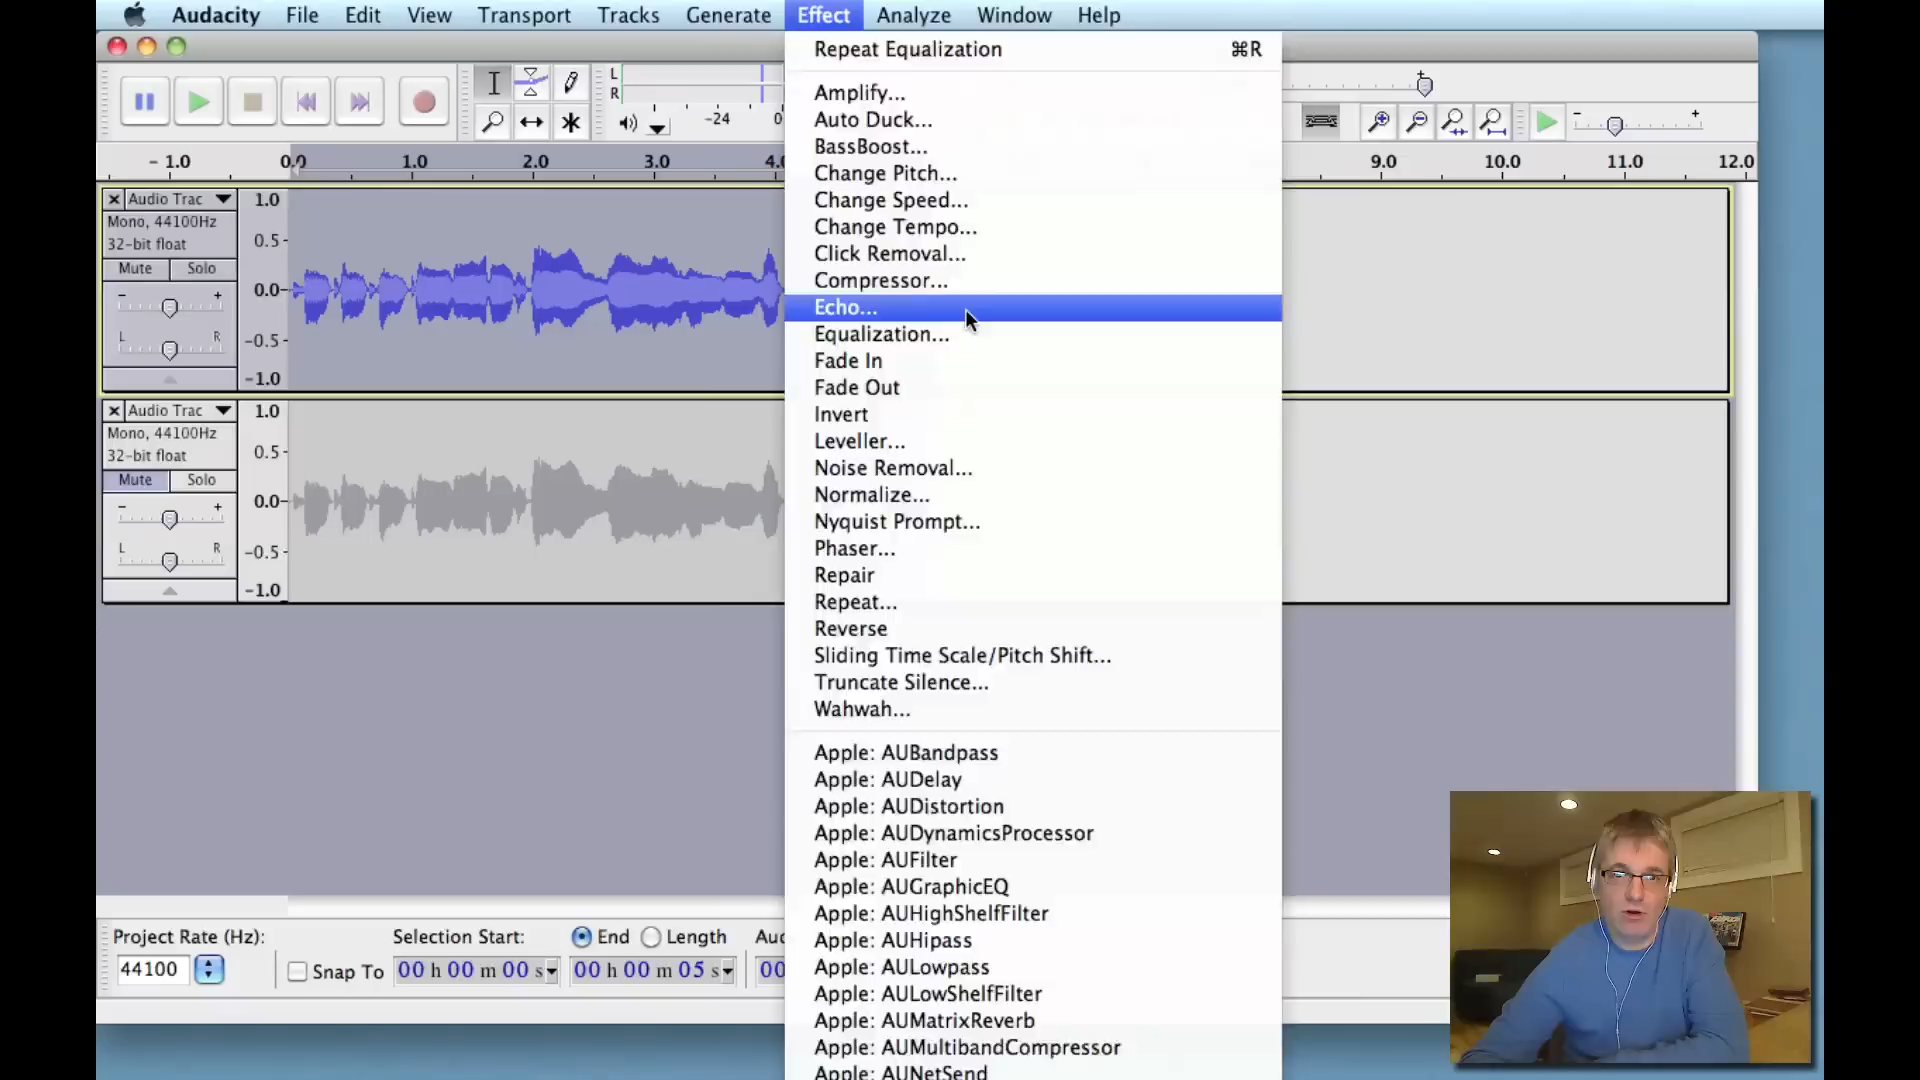 Audacity File Edit View Transport Tracks Generate Effect Analyze Window Help
Repeat Equalization ⌘R
Amplify...
Auto Duck...
BassBoost...
Change Pitch...
Change Speed...
Change Tempo...
Click Removal...
Compressor...
Echo...
Equalization...
Fade In
Fade Out
Invert
Leveller...
Noise Removal...
Normalize...
Nyquist Prompt...
Phaser...
Repair
Repeat...
Reverse
Sliding Time Scale/Pitch Shift...
Truncate Silence...
Wahwah...
Apple: AUBandpass
Apple: AUDelay
Apple: AUDistortion
Apple: AUDynamicsProcessor
Apple: AUFilter
Apple: AUGraphicEQ
Apple: AUHighShelfFilter
Apple: AUHipass
Apple: AULowpass
Apple: AULowShelfFilter
Apple: AUMatrixReverb
Apple: AUMultibandCompressor
Apple: AUNetSend
L
R
-24 0
- +
- 1.0 0.0 1.0 2.0 3.0 4.0 9.0 10.0 11.0 12.0
Audio Trac
Mono, 44100Hz
32-bit float
Mute Solo
- +
L R
1.0
0.5-
0.0-
-0.5-
-1.0
Audio Trac
Mono, 44100Hz
32-bit float
Mute Solo
- +
L R
1.0
0.5-
0.0-
-0.5-
-1.0
Project Rate (Hz): Selection Start: End Length
44100 Snap To 00 h 00 m 00 s 00 h 00 m 05 s 00